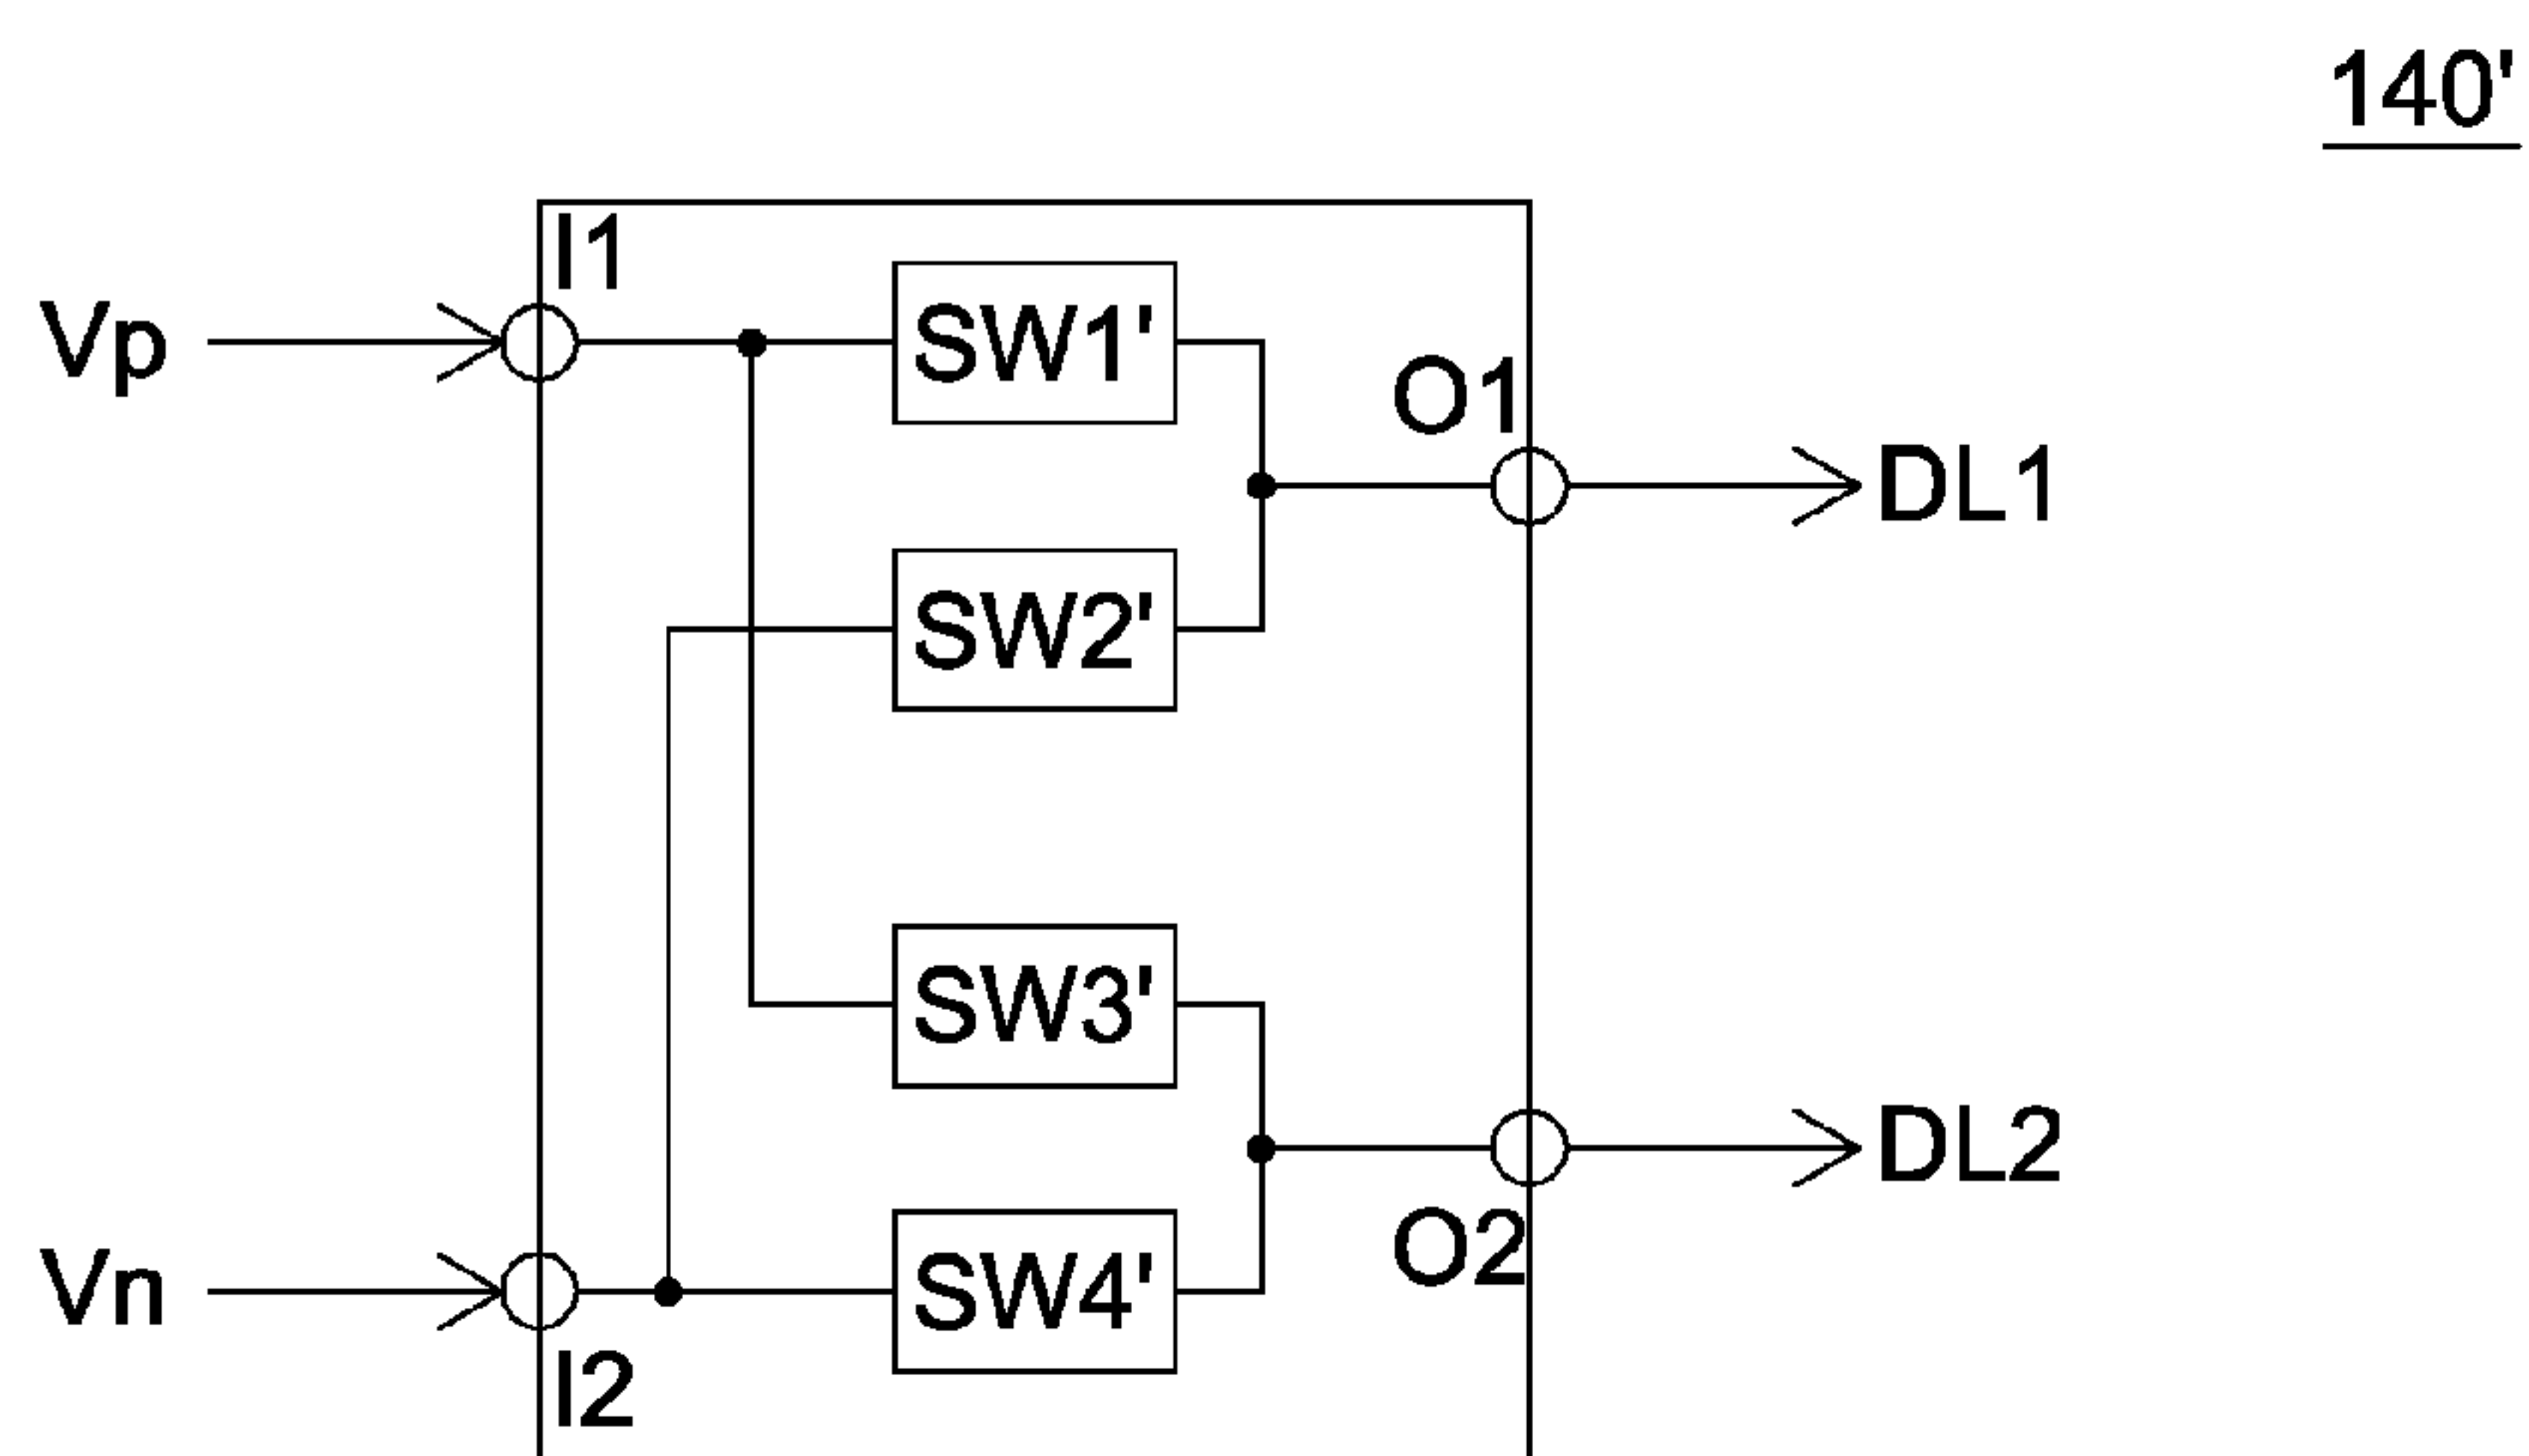 140'
I1
Vp
SW1'
O1
DL1
SW2'
SW3'
DL2
Vn
SW4'
O2
I2